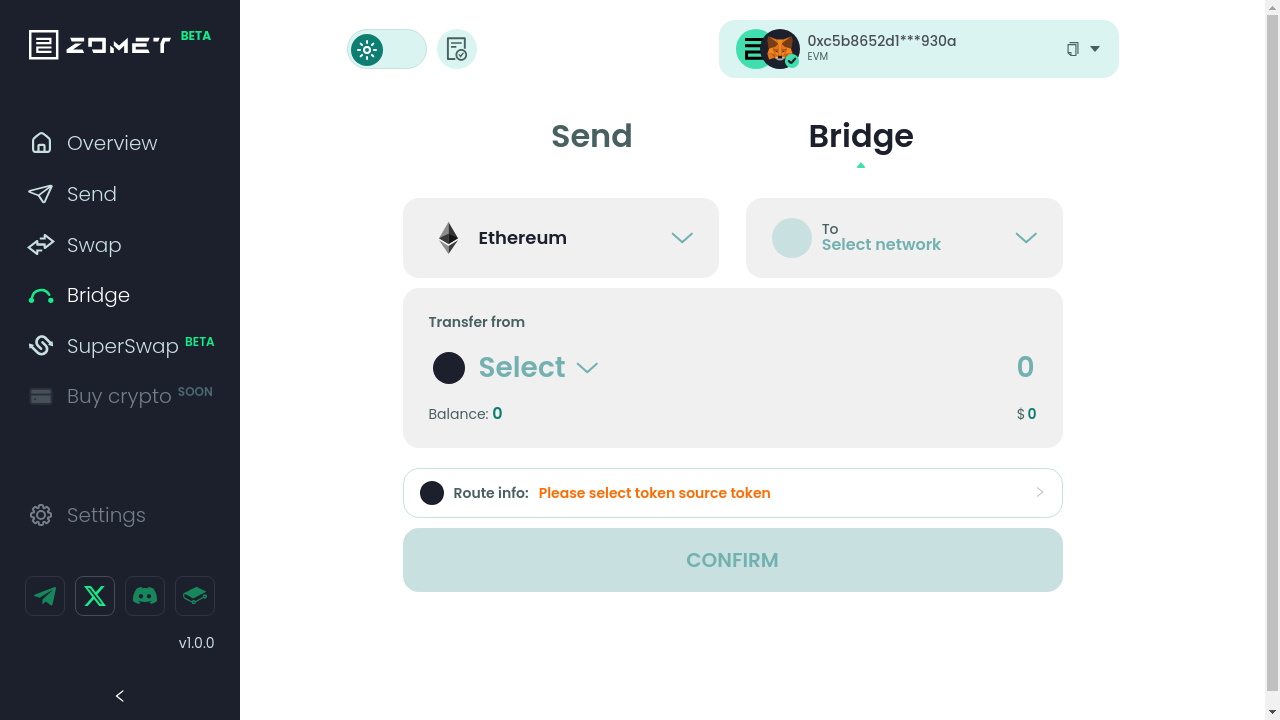 ZOMET BETA
Overview
Send
Swap
Bridge
SuperSwap BETA
Buy crypto SOON
Settings
v1.0.0
0xc5b8652d1***930a
EVM
Send
Bridge
Ethereum
To
Select network
Transfer from
Select
0
Balance: 0
$ 0
Route info: Please select token source token
CONFIRM